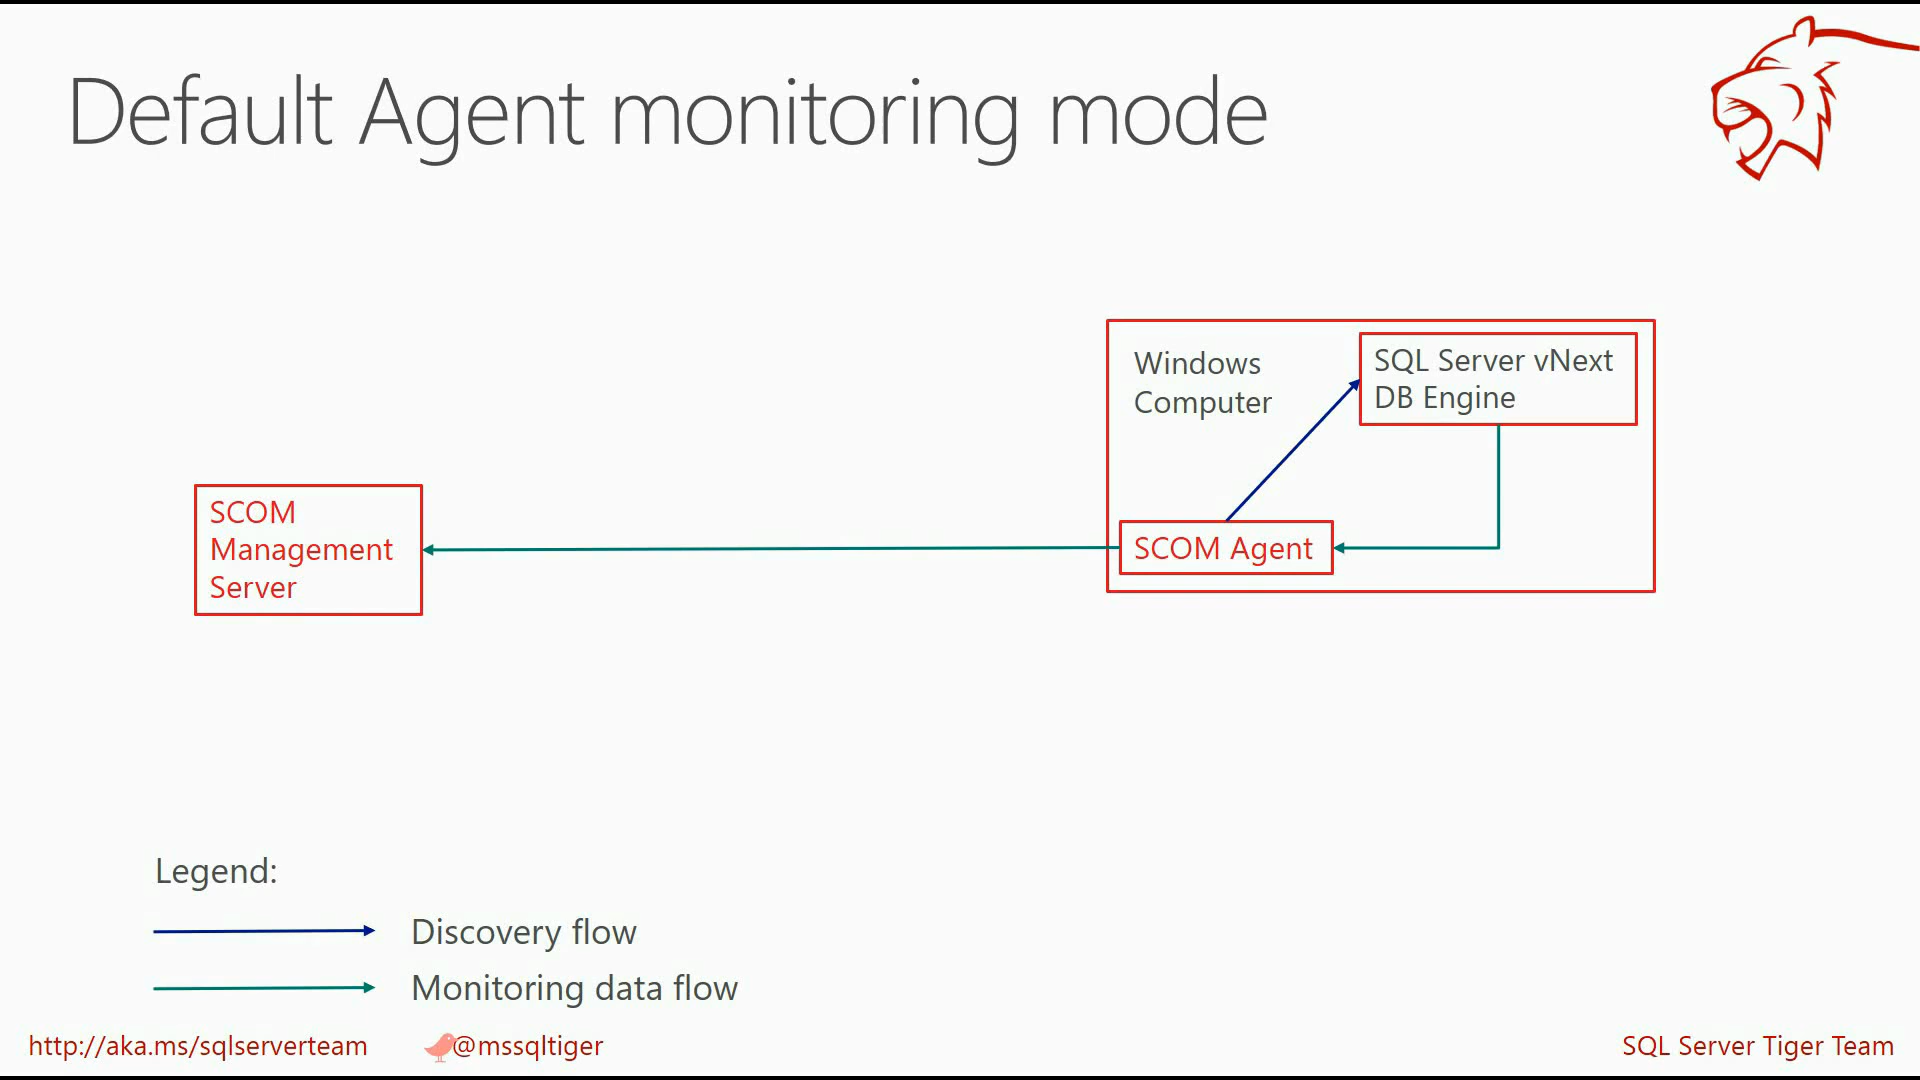 Default Agent monitoring mode
Windows
Computer
SQL Server vNext
DB Engine
SCOM
Management
Server
SCOM Agent
Legend:
Discovery flow
Monitoring data flow
http://aka.ms/sqlserverteam
@mssqltiger
SQL Server Tiger Team